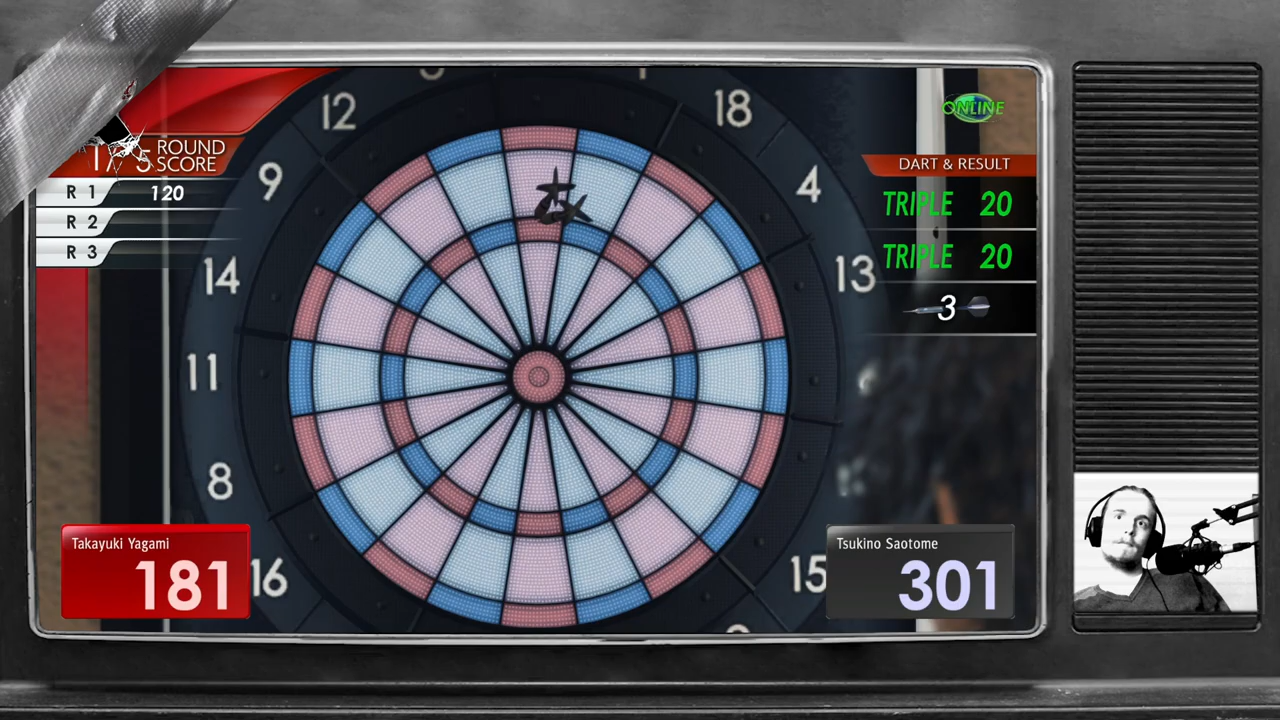 12
18
ONLINE
ROUND
SCORE
DART & RESULT
9
4
R 1 120
TRIPLE 20
R 2
R 3
TRIPLE 20
14
13
3
11
8
Takayuki Yagami
181
16
15
Tsukino Saotome
301